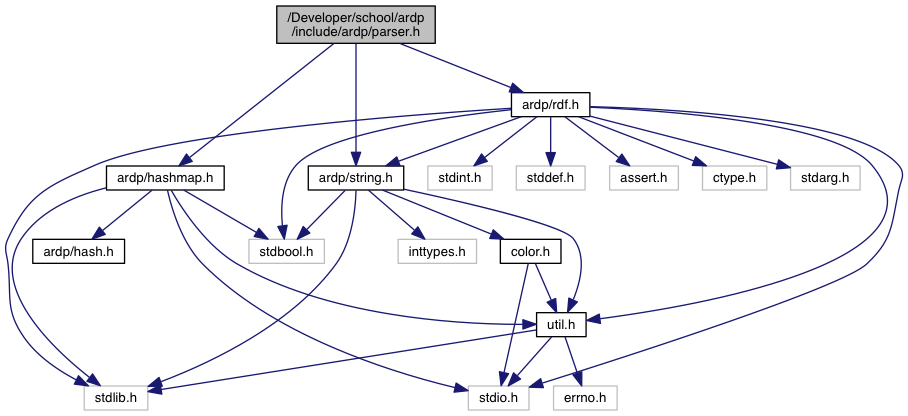 /Developer/school/ardp
/include/ardp/parser.h
ardp/rdf.h
ardp/hashmap.h
ardp/string.h
stdint.h
stddef.h
assert.h
ctype.h
stdarg.h
ardp/hash.h
stdbool.h
inttypes.h
color.h
util.h
stdlib.h
stdio.h
errno.h